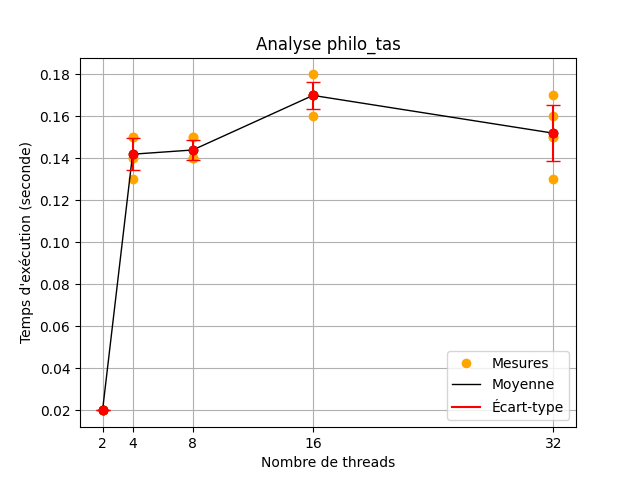 Analyse philo_tas
0.18
0.16
0.14
0.12
0.10
0.08
0.06
0.04
0.02
Temps d'exécution (seconde)
2 4 8 16 32
Nombre de threads
Mesures
Moyenne
Écart-type